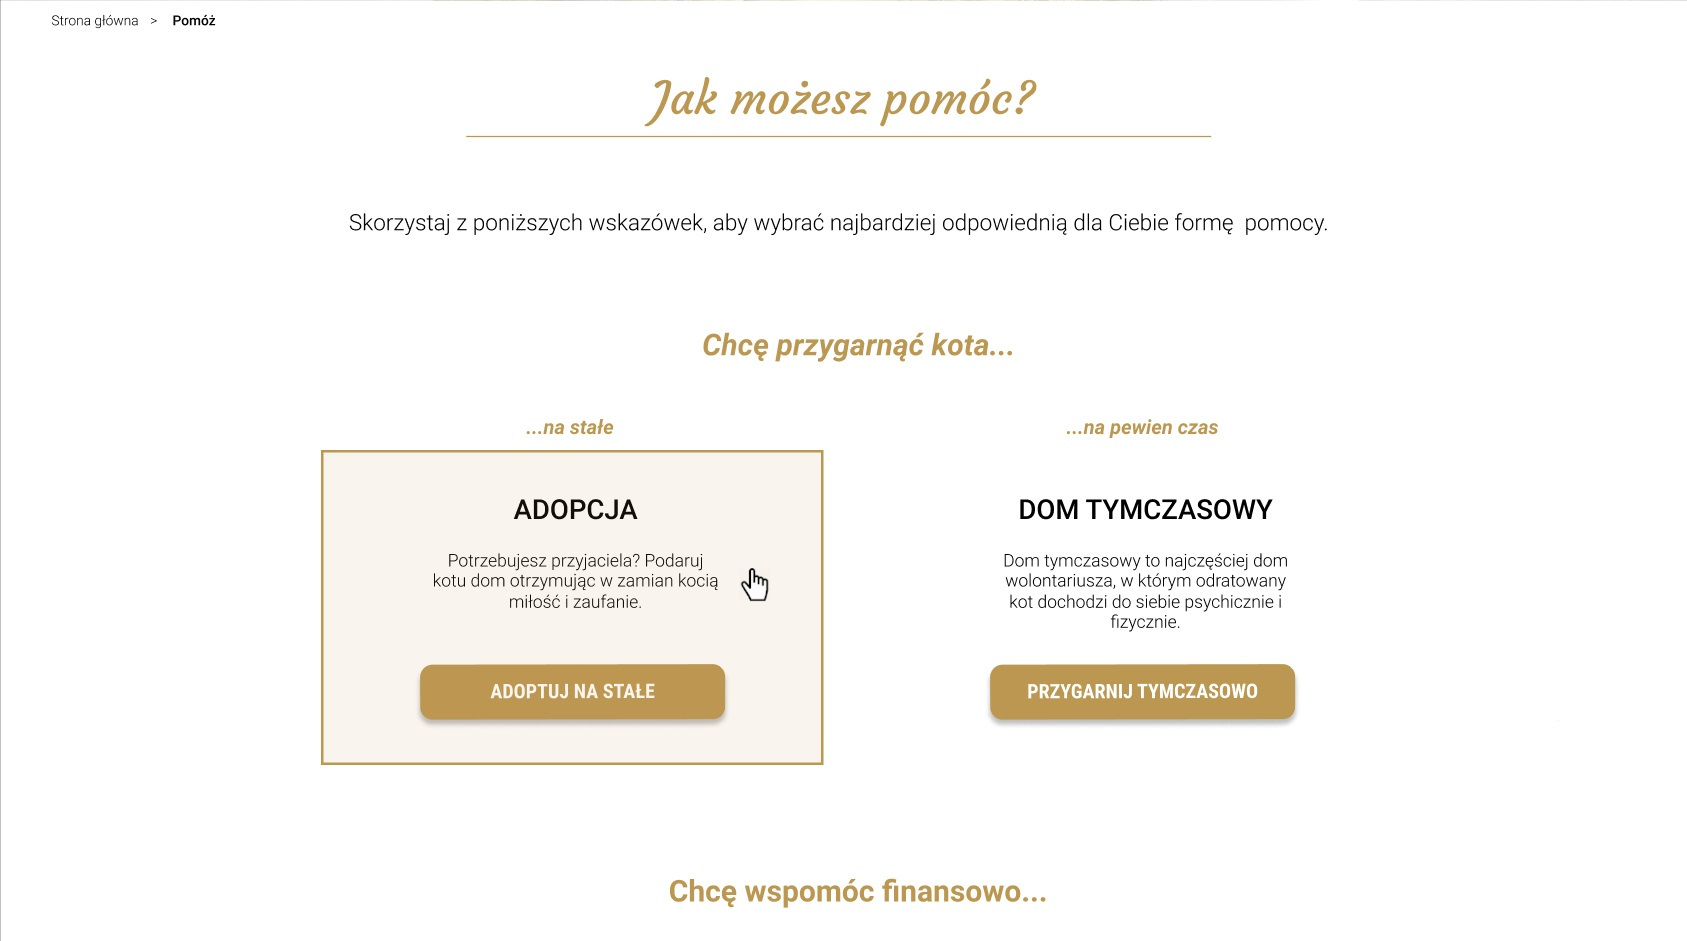 Strona główna > Pomóż
Jak możesz pomóc?
Skorzystaj z poniższych wskazówek, aby wybrać najbardziej odpowiednią dla Ciebie formę pomocy.
Chcę przygarnąć kota...
...na stałe
ADOPCJA
Potrzebujesz przyjaciela? Podaruj
kotu dom otrzymując w zamian kocią
miłość i zaufanie.
ADOPTUJ NA STAŁE
...na pewien czas
DOM TYMCZASOWY
Dom tymczasowy to najczęściej dom
wolontariusza, w którym odratowany
kot dochodzi do siebie psychicznie i
fizycznie.
PRZYGARNIJ TYMCZASOWO
Chcę wspomóc finansowo...